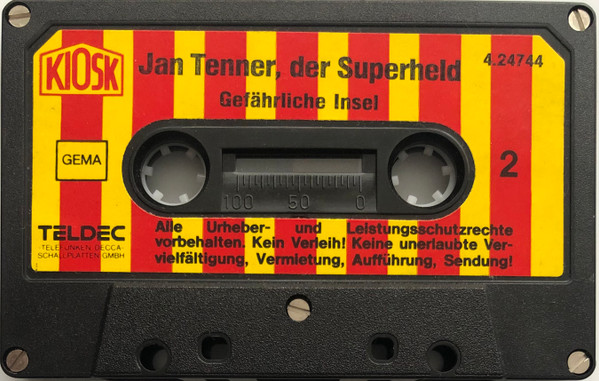 KIOSK
Jan Tenner, der Superheld
4.24744
Gefährliche Insel
GEMA
2
100 50 0
TELDEC
·TELEFUNKEN·DECCA·
SCHALLPLATTEN GMBH
Alle Urheber- und Leistungsschutzrechte
vorbehalten. Kein Verleih! Keine unerlaubte Ver-
vielfältigung, Vermietung, Aufführung, Sendung!